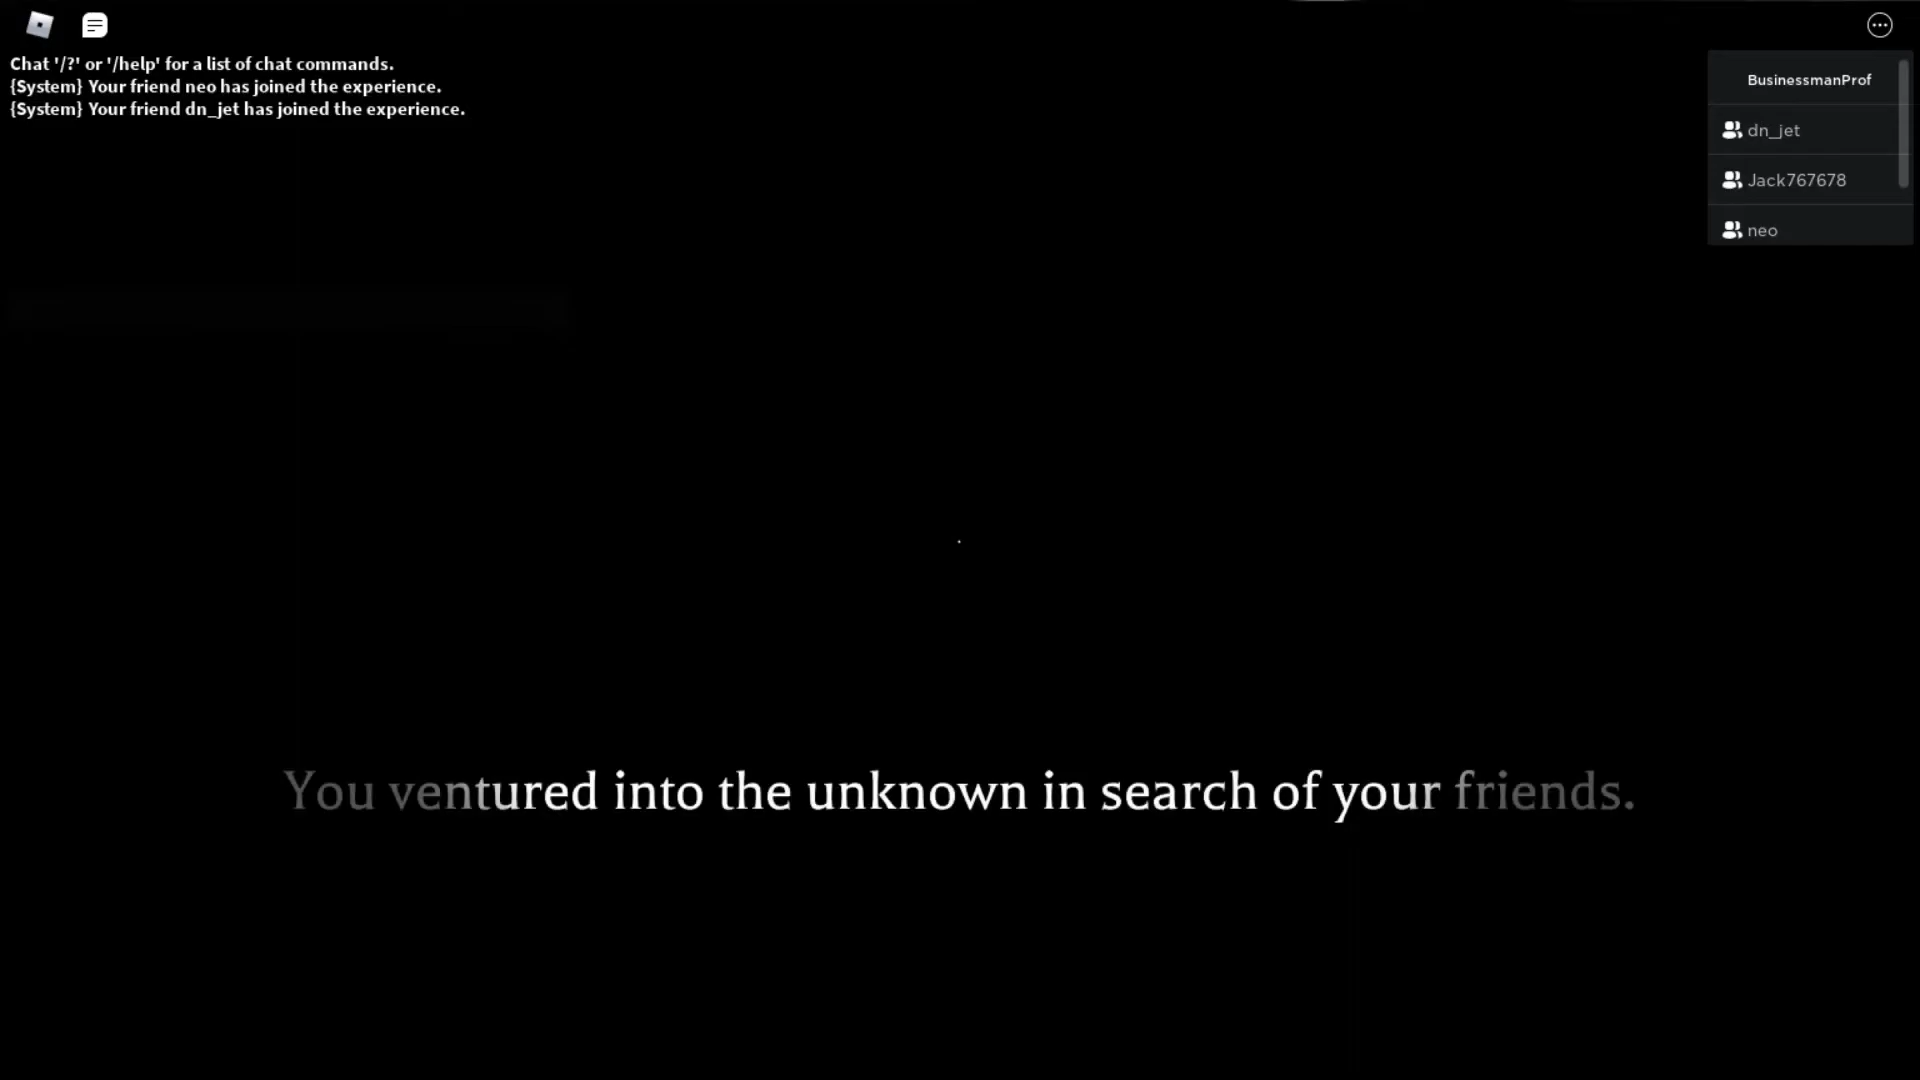 Chat '/?' or '/help' for a list of chat commands.
{System} Your friend neo has joined the experience.
{System} Your friend dn_jet has joined the experience.
BusinessmanProf
dn_jet
Jack767678
neo
You ventured into the unknown in search of your friends.